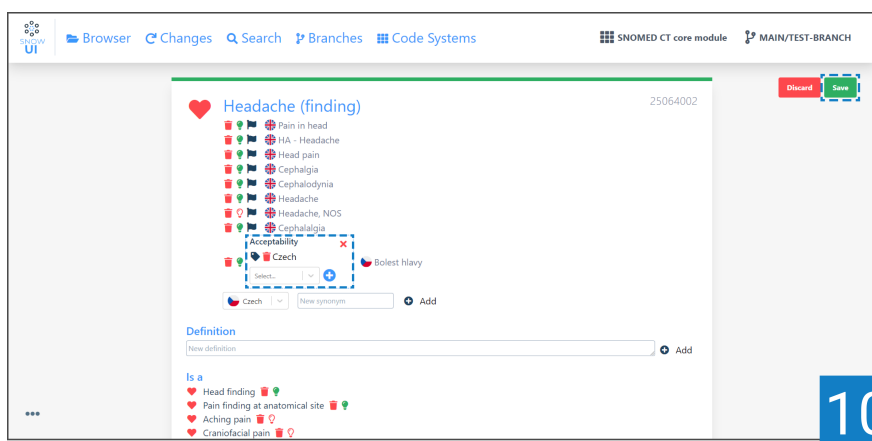 SNOW
UI
Browser Changes Search Branches Code Systems SNOMED CT core module MAIN/TEST-BRANCH
Discard Save
Headache (finding) 25064002
Pain in head
HA - Headache
Head pain
Cephalgia
Cephalodynia
Headache
Headache, NOS
Cephalalgia
Acceptability
Czech
Bolest hlavy
Select...
Czech New synonym Add
Definition
New definition Add
Is a
Head finding
Pain finding at anatomical site
Aching pain
Craniofacial pain
10